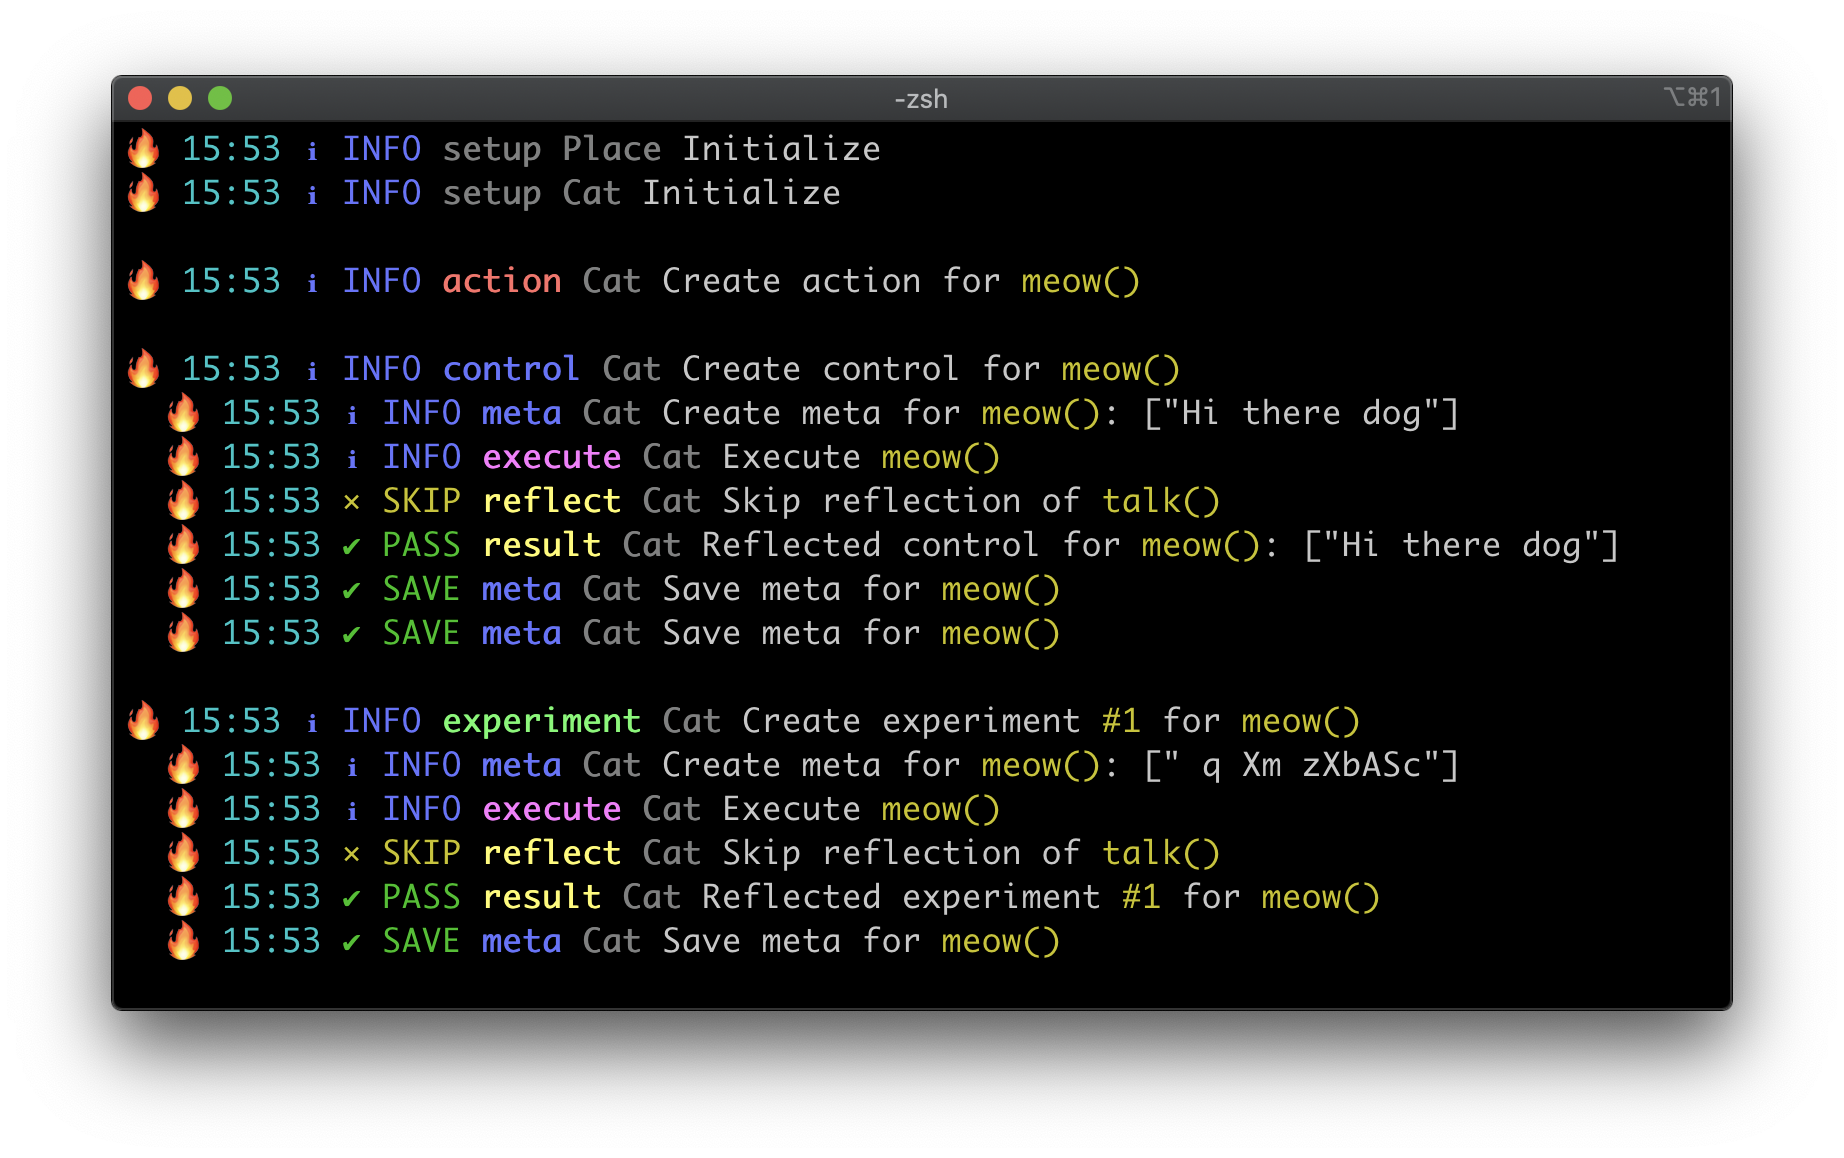 -zsh ⌥⌘1
🔥 15:53 ℹ INFO setup Place Initialize
🔥 15:53 ℹ INFO setup Cat Initialize
🔥 15:53 ℹ INFO action Cat Create action for meow()
🔥 15:53 ℹ INFO control Cat Create control for meow()
🔥 15:53 ℹ INFO meta Cat Create meta for meow(): ["Hi there dog"]
🔥 15:53 ℹ INFO execute Cat Execute meow()
🔥 15:53 × SKIP reflect Cat Skip reflection of talk()
🔥 15:53 ✔ PASS result Cat Reflected control for meow(): ["Hi there dog"]
🔥 15:53 ✔ SAVE meta Cat Save meta for meow()
🔥 15:53 ✔ SAVE meta Cat Save meta for meow()
🔥 15:53 ℹ INFO experiment Cat Create experiment #1 for meow()
🔥 15:53 ℹ INFO meta Cat Create meta for meow(): [" q Xm zXbASc"]
🔥 15:53 ℹ INFO execute Cat Execute meow()
🔥 15:53 × SKIP reflect Cat Skip reflection of talk()
🔥 15:53 ✔ PASS result Cat Reflected experiment #1 for meow()
🔥 15:53 ✔ SAVE meta Cat Save meta for meow()